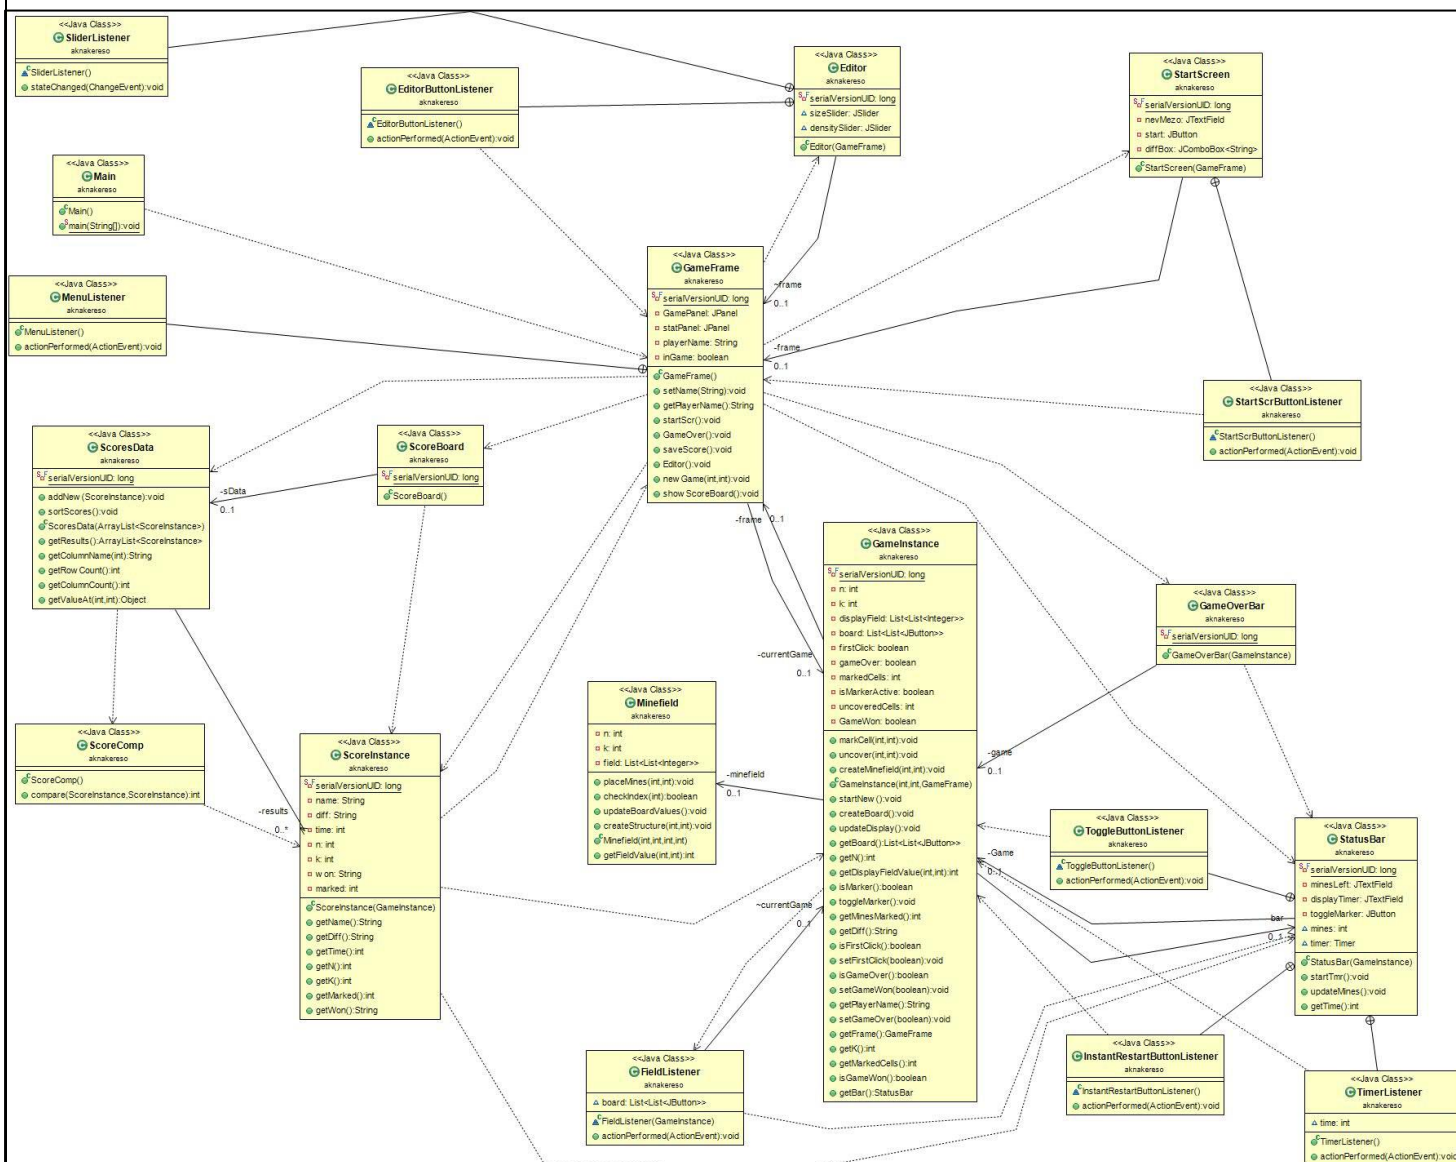 <<Java Class>>
SliderListener
aknakereso
SliderListener()
stateChanged(ChangeEvent):void
<<Java Class>>
EditorButtonListener
aknakereso
EditorButtonListener()
actionPerformed(ActionEvent):void
<<Java Class>>
Editor
aknakereso
serialVersionUID: long
sizeSlider: JSlider
densitySlider: JSlider
Editor(GameFrame)
<<Java Class>>
StartScreen
aknakereso
serialVersionUID: long
nevMezo: JTextField
start: JButton
diffBox: JComboBox<String>
StartScreen(GameFrame)
<<Java Class>>
Main
aknakereso
Main()
main(String[]):void
<<Java Class>>
MenuListener
aknakereso
MenuListener()
actionPerformed(ActionEvent):void
<<Java Class>>
GameFrame
aknakereso
serialVersionUID: long
GamePanel: JPanel
statPanel: JPanel
playerName: String
inGame: boolean
GameFrame()
setName(String):void
getPlayerName():String
startScr():void
GameOver():void
saveScore():void
Editor():void
newGame(int,int):void
showScoreBoard():void
~frame
0..1
-frame
0..1
<<Java Class>>
StartScrButtonListener
aknakereso
StartScrButtonListener()
actionPerformed(ActionEvent):void
<<Java Class>>
ScoresData
aknakereso
serialVersionUID: long
addNew(ScoreInstance):void
sortScores():void
ScoresData(ArrayList<ScoreInstance>)
getResults():ArrayList<ScoreInstance>
getColumnName(int):String
getRowCount():int
getColumnCount():int
getValueAt(int,int):Object
-sData
0..1
<<Java Class>>
ScoreBoard
aknakereso
serialVersionUID: long
ScoreBoard()
-frame 0..1
-currentGame
0..1
<<Java Class>>
GameInstance
aknakereso
serialVersionUID: long
n: int
k: int
displayField: List<List<Integer>>
board: List<List<JButton>>
firstClick: boolean
gameOver: boolean
markedCells: int
isMarkerActive: boolean
uncoveredCells: int
GameWon: boolean
markCell(int,int):void
uncover(int,int):void
createMinefield(int,int):void
GameInstance(int,int,GameFrame)
startNew():void
createBoard():void
updateDisplay():void
getBoard():List<List<JButton>>
getN():int
getDisplayFieldValue(int,int):int
isMarker():boolean
toggleMarker():void
getMinesMarked():int
getDiff():String
isFirstClick():boolean
setFirstClick(boolean):void
isGameOver():boolean
setGameWon(boolean):void
getPlayerName():String
setGameOver(boolean):void
getFrame():GameFrame
getK():int
getMarkedCells():int
isGameWon():boolean
getBar():StatusBar
<<Java Class>>
GameOverBar
aknakereso
serialVersionUID: long
GameOverBar(GameInstance)
-game
0..1
<<Java Class>>
Minefield
aknakereso
n: int
k: int
field: List<List<Integer>>
placeMines(int,int):void
checkIndex(int):boolean
updateBoardValues():void
createStructure(int,int):void
Minefield(int,int,int,int)
getFieldValue(int,int):int
-minefield
0..1
<<Java Class>>
ScoreComp
aknakereso
ScoreComp()
compare(ScoreInstance,ScoreInstance):int
-results
0..*
<<Java Class>>
ScoreInstance
aknakereso
serialVersionUID: long
name: String
diff: String
time: int
n: int
k: int
won: String
marked: int
ScoreInstance(GameInstance)
getName():String
getDiff():String
getTime():int
getN():int
getK():int
getMarked():int
getWon():String
<<Java Class>>
ToggleButtonListener
aknakereso
ToggleButtonListener()
actionPerformed(ActionEvent):void
-Game
0..1
<<Java Class>>
StatusBar
aknakereso
serialVersionUID: long
minesLeft: JTextField
displayTimer: JTextField
toggleMarker: JButton
mines: int
timer: Timer
StatusBar(GameInstance)
startTmr():void
updateMines():void
getTime():int
bar
0..1
~currentGame
0..1
<<Java Class>>
FieldListener
aknakereso
board: List<List<JButton>>
FieldListener(GameInstance)
actionPerformed(ActionEvent):void
<<Java Class>>
InstantRestartButtonListener
aknakereso
InstantRestartButtonListener()
actionPerformed(ActionEvent):void
<<Java Class>>
TimerListener
aknakereso
time: int
TimerListener()
actionPerformed(ActionEvent):void